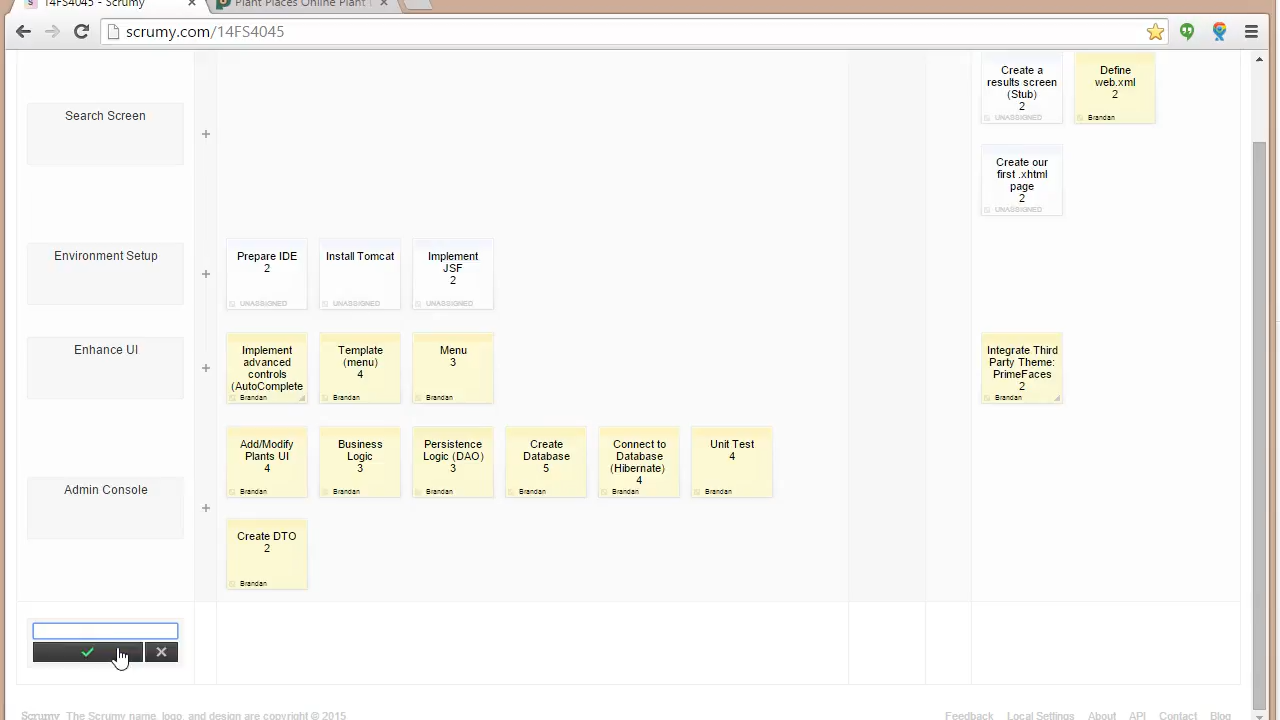 14FS4045 - Scrumy
Plant Places Online Plant
scrumy.com/14FS4045
Search Screen
Create a
results screen
(Stub)
2
UNASSIGNED
Define
web.xml
2
Brandan
Create our
first .xhtml
page
2
UNASSIGNED
Environment Setup
Prepare IDE
2
UNASSIGNED
Install Tomcat
UNASSIGNED
Implement
JSF
2
UNASSIGNED
Enhance UI
Implement
advanced
controls
(AutoComplete
Brandan
Template
(menu)
4
Brandan
Menu
3
Brandan
Integrate Third
Party Theme:
PrimeFaces
2
Brandan
Admin Console
Add/Modify
Plants UI
4
Brandan
Business
Logic
3
Brandan
Persistence
Logic (DAO)
3
Brandan
Create
Database
5
Brandan
Connect to
Database
(Hibernate)
4
Brandan
Unit Test
4
Brandan
Create DTO
2
Brandan
Scrumy The Scrumy name, logo, and design are copyright © 2015
Feedback Local Settings About API Contact Blog